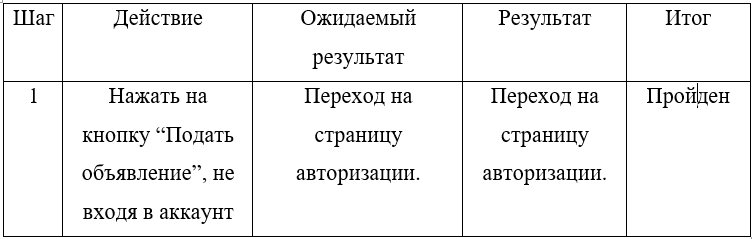 Шаг Действие Ожидаемый результат Результат Итог
1 Нажать на кнопку “Подать объявление”, не входя в аккаунт Переход на страницу авторизации. Переход на страницу авторизации. Пройден